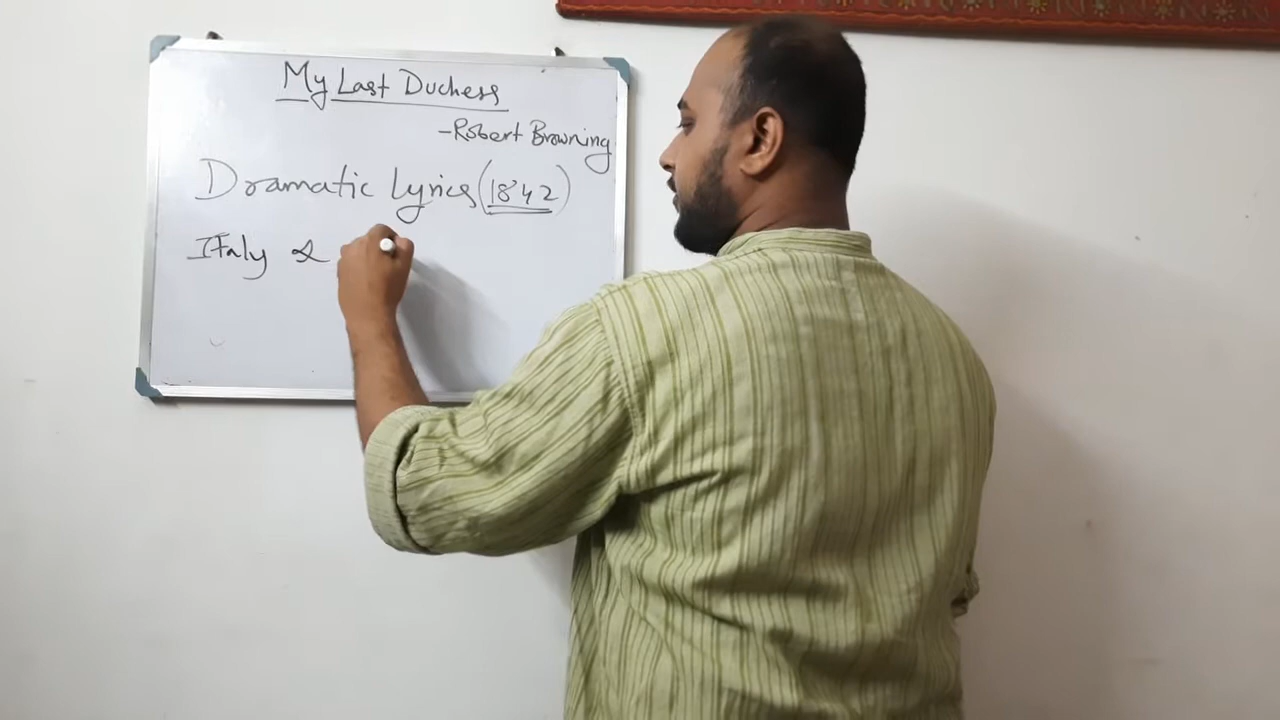 My Last Duchess
-Robert Browning
Dramatic Lyrics (1842)
Italy &